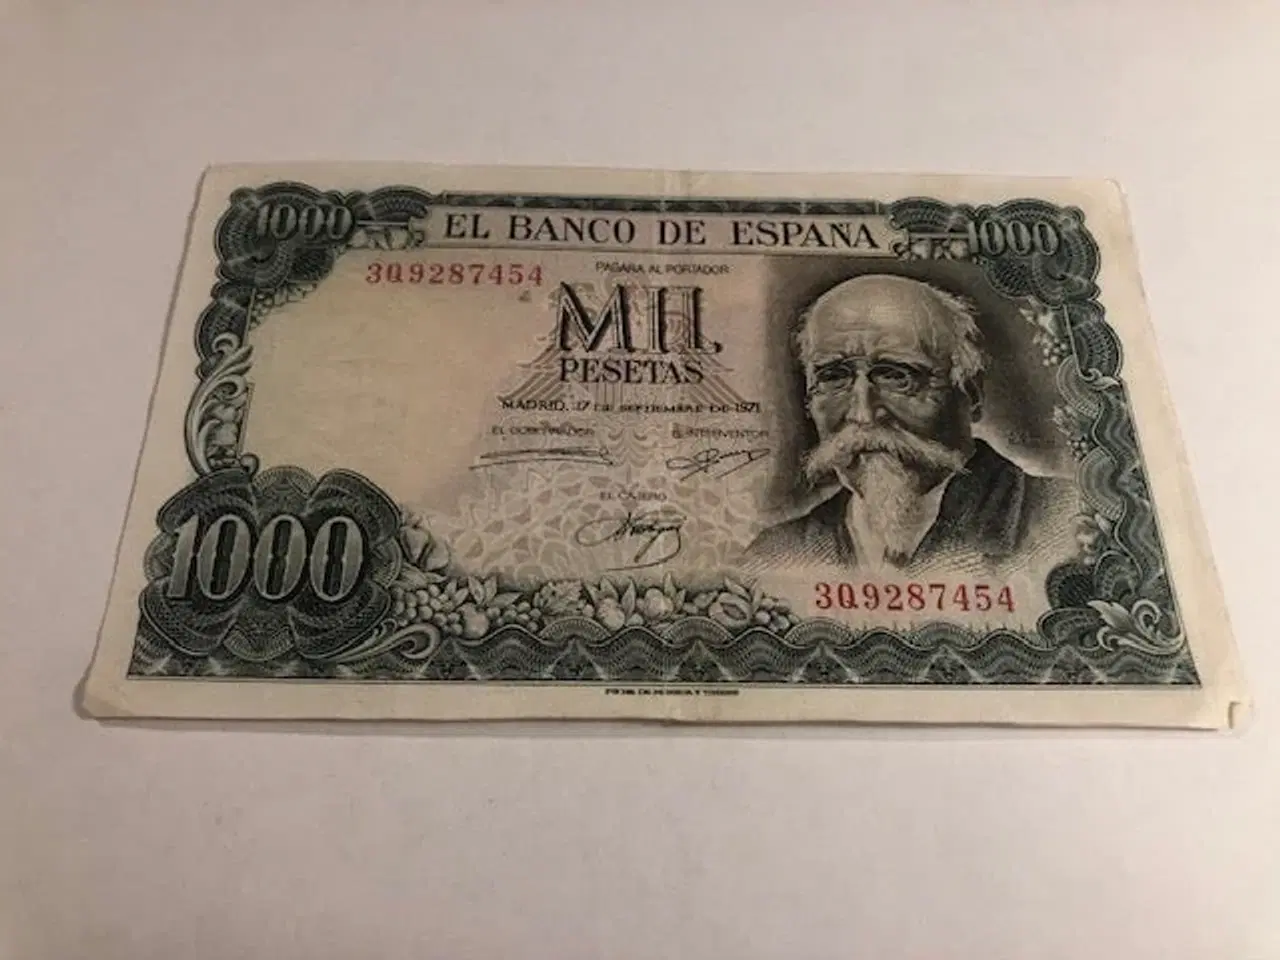 1000
EL BANCO DE ESPAÑA
1000
3Q9287454
PAGARA AL PORTADOR
MIL
PESETAS
MADRID, 17 DE SEPTIEMBRE DE 1971
EL GOBERNADOR
EL INTERVENTOR
EL CAJERO
1000
3Q9287454